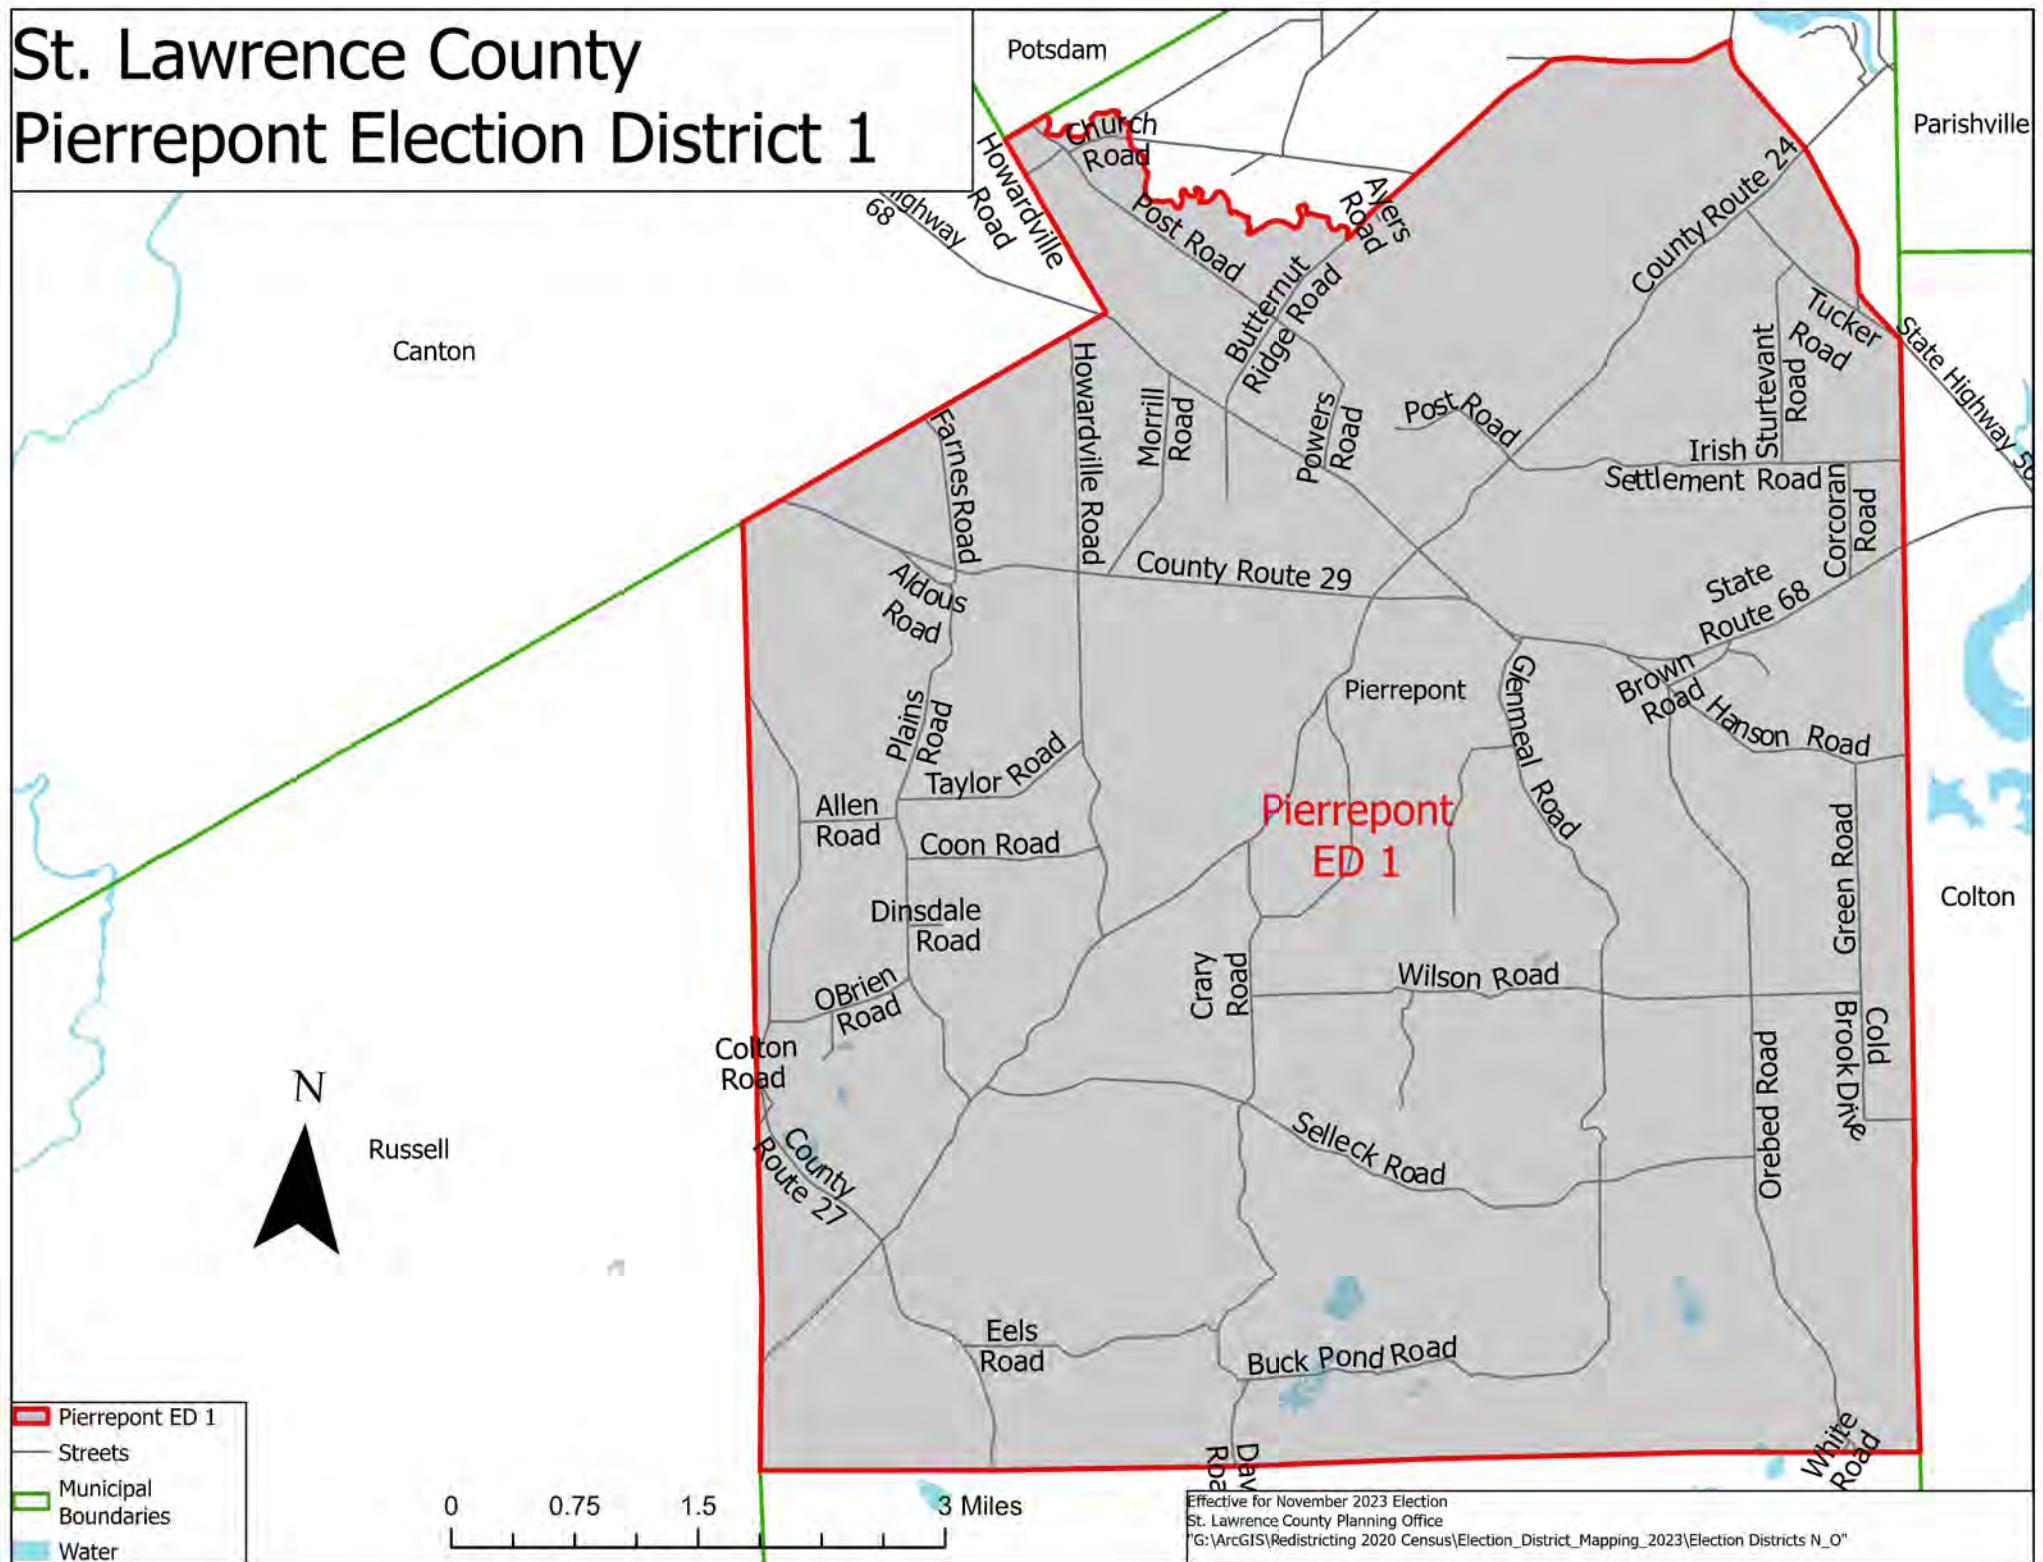 St. Lawrence County
Pierrepont Election District 1
Potsdam
Parishville
Church
Road
Howardville
Road
Highway
68
Ayers
Road
Post Road
County Route 24
Butternut
Ridge Road
Tucker
Road
State Highway 56
Canton
Howardville Road
Morrill
Road
Powers
Road
Post Road
Sturtevant
Road
Farnes Road
Irish
Settlement Road
Corcoran
Road
County Route 29
Aldous
Road
State
Route 68
Pierrepont
Glenmeal Road
Brown
Road
Hanson Road
Plains
Road
Taylor Road
Allen
Road
Pierrepont
ED 1
Coon Road
Green Road
Colton
Dinsdale
Road
Crary
Road
Wilson Road
OBrien
Road
Cold
Brook Drive
Colton
Road
Orebed Road
N
Russell
County
Route 27
Selleck Road
Eels
Road
Buck Pond Road
White
Road
Pierrepont ED 1
Streets
Municipal
Boundaries
Water
0 0.75 1.5 3 Miles
Effective for November 2023 Election
St. Lawrence County Planning Office
"G:\ArcGIS\Redistricting 2020 Census\Election_District_Mapping_2023\Election Districts N_O"